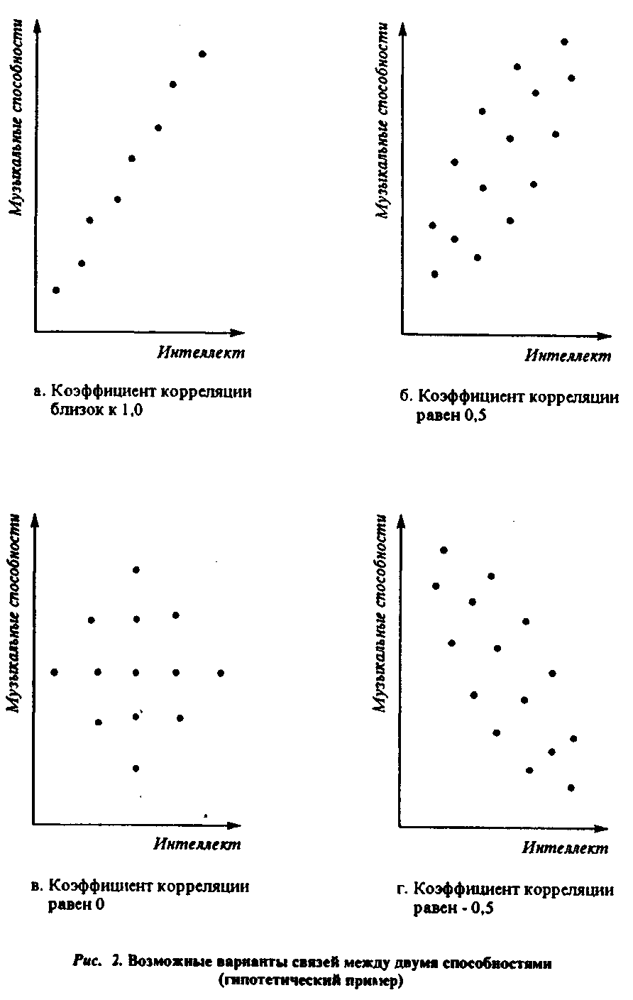 Музыкальные способности
Интеллект
а. Коэффициент корреляции
близок к 1,0
Музыкальные способности
Интеллект
б. Коэффициент корреляции
равен 0,5
Музыкальные способности
Интеллект
в. Коэффициент корреляции
равен 0
Музыкальные способности
Интеллект
г. Коэффициент корреляции
равен - 0,5
Рис. 2. Возможные варианты связей между двумя способностями
(гипотетический пример)